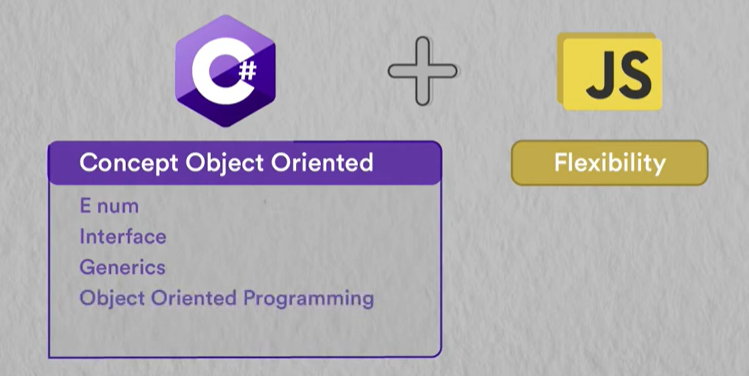 C#
JS
Concept Object Oriented
Flexibility
E num
Interface
Generics
Object Oriented Programming